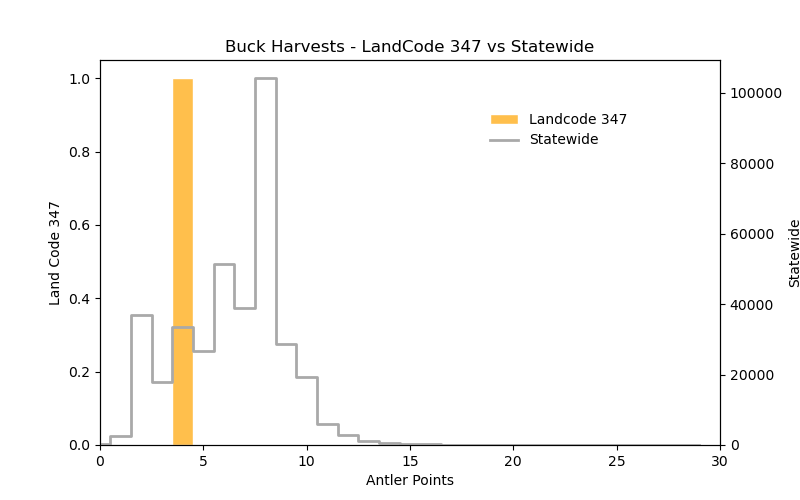 Buck Harvests - LandCode 347 vs Statewide
1.0
0.8
0.6
0.4
0.2
0.0
Land Code 347
Landcode 347
Statewide
100000
80000
60000
40000
20000
0
Statewide
0 5 10 15 20 25 30
Antler Points